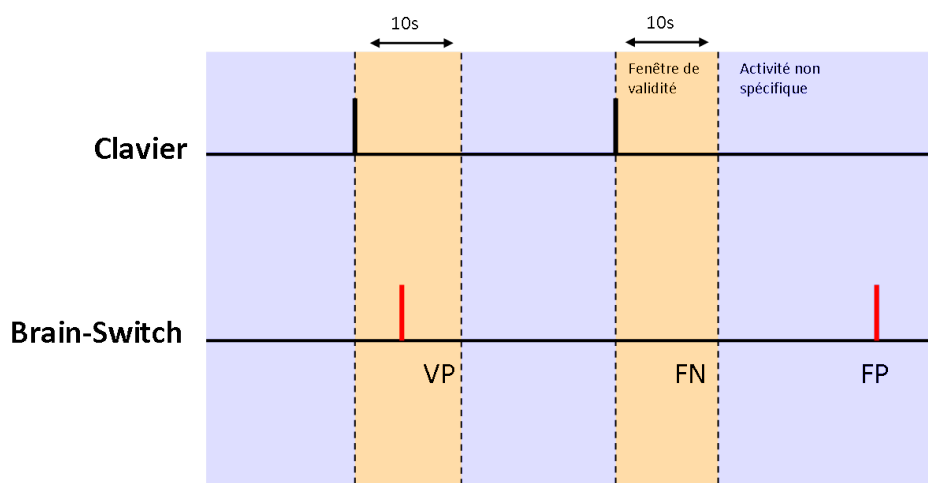 10s
10s
Fenêtre de
validité
Activité non
spécifique
Clavier
Brain-Switch
VP
FN
FP